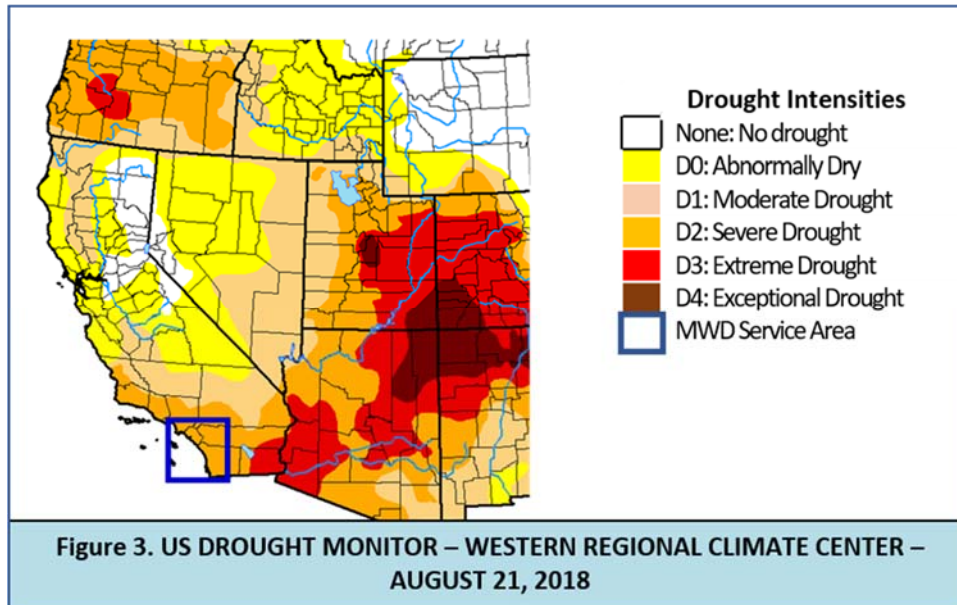 Drought Intensities
None: No drought
D0: Abnormally Dry
D1: Moderate Drought
D2: Severe Drought
D3: Extreme Drought
D4: Exceptional Drought
MWD Service Area
Figure 3. US DROUGHT MONITOR – WESTERN REGIONAL CLIMATE CENTER –
AUGUST 21, 2018